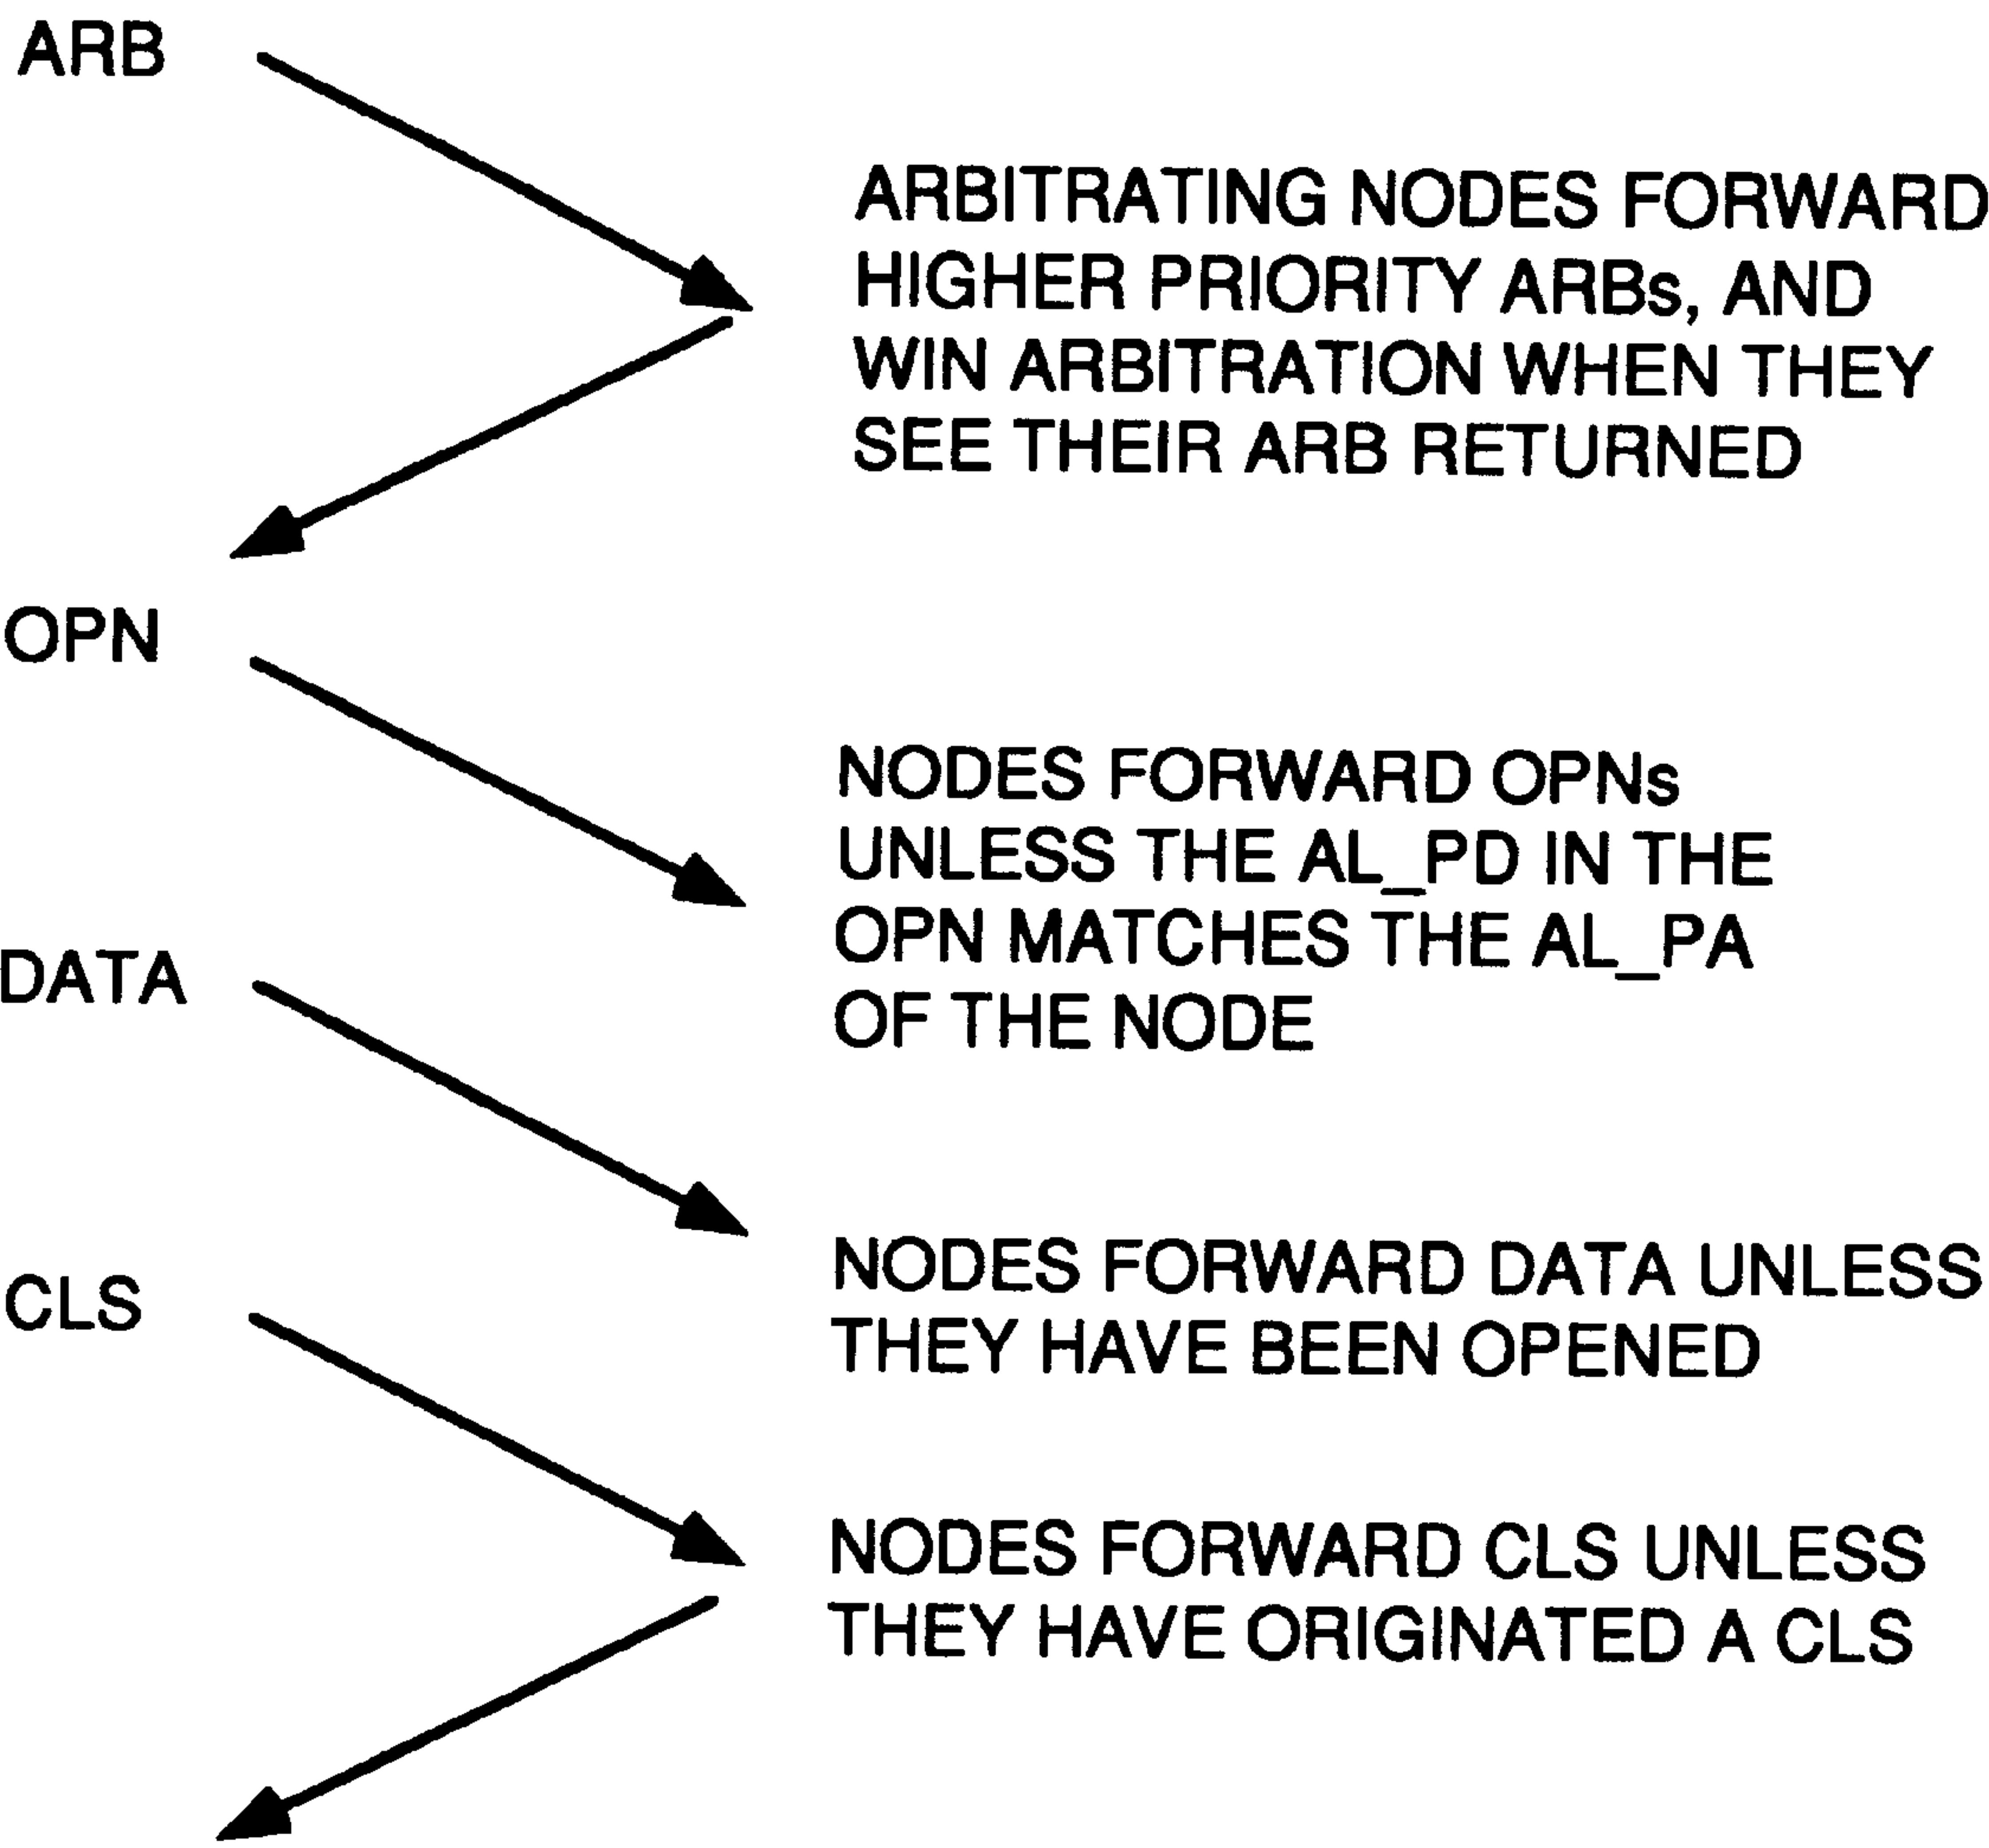 ARB
ARBITRATING NODES FORWARD
HIGHER PRIORITY ARBs, AND
WIN ARBITRATION WHEN THEY
SEE THEIR ARB RETURNED
OPN
NODES FORWARD OPNs
UNLESS THE AL_PD IN THE
OPN MATCHES THE AL_PA
OF THE NODE
DATA
NODES FORWARD DATA UNLESS
THEY HAVE BEEN OPENED
CLS
NODES FORWARD CLS UNLESS
THEY HAVE ORIGINATED A CLS